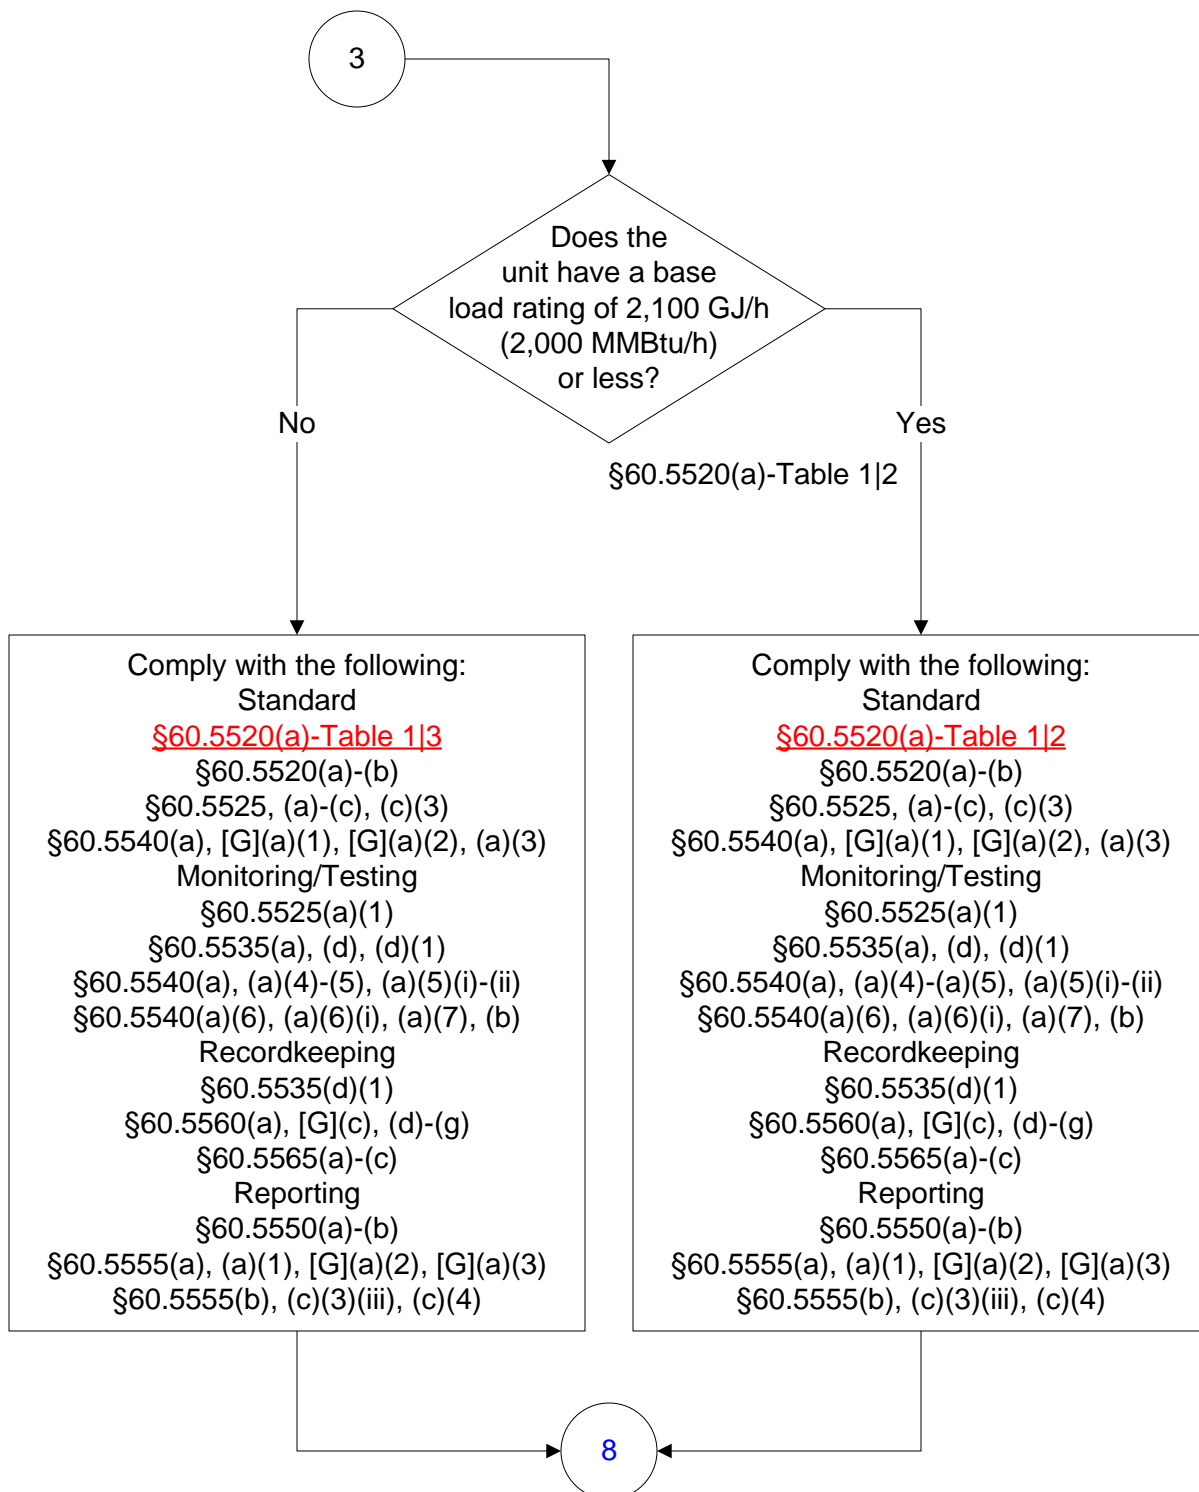 3
Does the
unit have a base
load rating of 2,100 GJ/h
(2,000 MMBtu/h)
or less?
No
Yes
§60.5520(a)-Table 1|2
Comply with the following:
Standard
§60.5520(a)-Table 1|3
§60.5520(a)-(b)
§60.5525, (a)-(c), (c)(3)
§60.5540(a), [G](a)(1), [G](a)(2), (a)(3)
Monitoring/Testing
§60.5525(a)(1)
§60.5535(a), (d), (d)(1)
§60.5540(a), (a)(4)-(5), (a)(5)(i)-(ii)
§60.5540(a)(6), (a)(6)(i), (a)(7), (b)
Recordkeeping
§60.5535(d)(1)
§60.5560(a), [G](c), (d)-(g)
§60.5565(a)-(c)
Reporting
§60.5550(a)-(b)
§60.5555(a), (a)(1), [G](a)(2), [G](a)(3)
§60.5555(b), (c)(3)(iii), (c)(4)
Comply with the following:
Standard
§60.5520(a)-Table 1|2
§60.5520(a)-(b)
§60.5525, (a)-(c), (c)(3)
§60.5540(a), [G](a)(1), [G](a)(2), (a)(3)
Monitoring/Testing
§60.5525(a)(1)
§60.5535(a), (d), (d)(1)
§60.5540(a), (a)(4)-(a)(5), (a)(5)(i)-(ii)
§60.5540(a)(6), (a)(6)(i), (a)(7), (b)
Recordkeeping
§60.5535(d)(1)
§60.5560(a), [G](c), (d)-(g)
§60.5565(a)-(c)
Reporting
§60.5550(a)-(b)
§60.5555(a), (a)(1), [G](a)(2), [G](a)(3)
§60.5555(b), (c)(3)(iii), (c)(4)
8